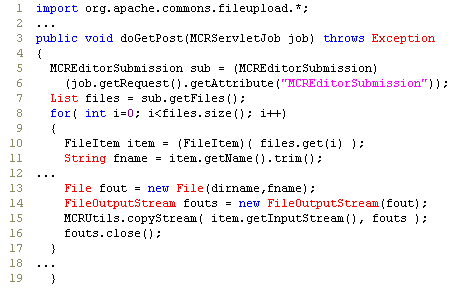 1 import org.apache.commons.fileupload.*;
2 ...
3 public void doGetPost(MCRServletJob job) throws Exception
4 {
5 MCREditorSubmission sub = (MCREditorSubmission)
6 (job.getRequest().getAttribute("MCREditorSubmission"));
7 List files = sub.getFiles();
8 for( int i=0; i<files.size(); i++)
9 {
10 FileItem item = (FileItem)( files.get(i) );
11 String fname = item.getName().trim();
12 ...
13 File fout = new File(dirname,fname);
14 FileOutputStream fouts = new FileOutputStream(fout);
15 MCRUtils.copyStream( item.getInputStream(), fouts );
16 fouts.close();
17 }
18 ...
19 }